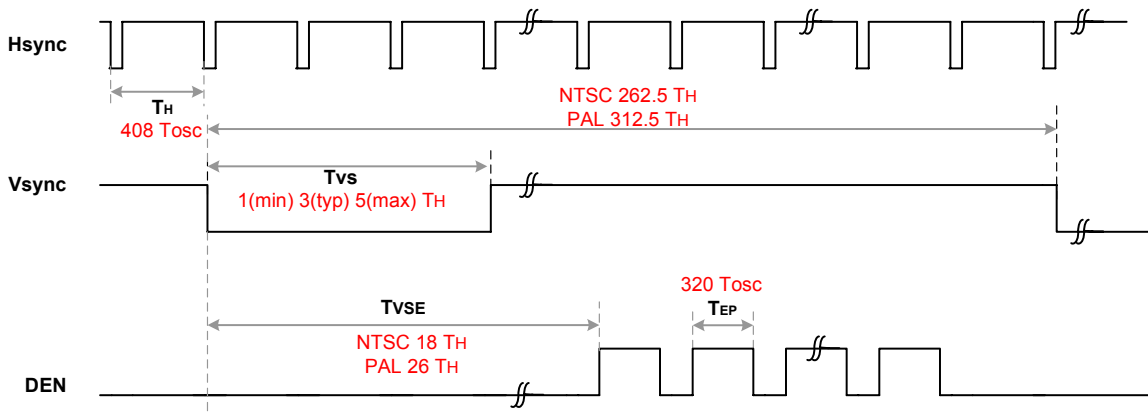 Hsync
TH
408 Tosc
NTSC 262.5 TH
PAL 312.5 TH
Vsync
Tvs
1(min) 3(typ) 5(max) TH
TVSE
NTSC 18 TH
PAL 26 TH
320 Tosc
TEP
DEN